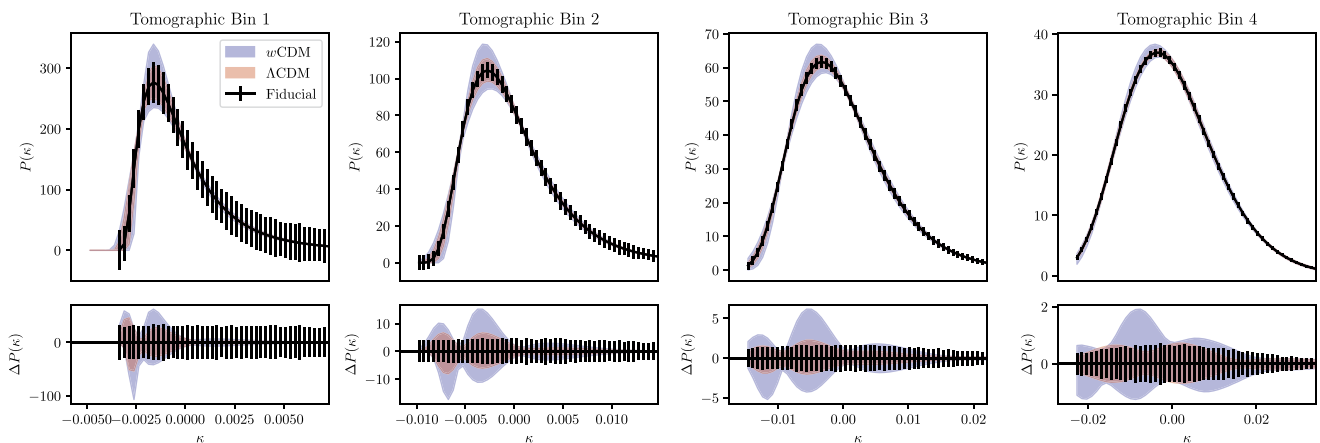 Tomographic Bin 1
Tomographic Bin 2
Tomographic Bin 3
Tomographic Bin 4
wCDM
ΛCDM
Fiducial
P(κ)
300
200
100
0
P(κ)
120
100
80
60
40
20
0
P(κ)
70
60
50
40
30
20
10
0
P(κ)
40
30
20
10
0
ΔP(κ)
0
−100
ΔP(κ)
10
0
−10
ΔP(κ)
5
0
−5
ΔP(κ)
2
0
−0.0050
−0.0025
0.0000
0.0025
0.0050
−0.010
−0.005
0.000
0.005
0.010
−0.01
0.00
0.01
0.02
−0.02
0.00
0.02
κ
κ
κ
κ